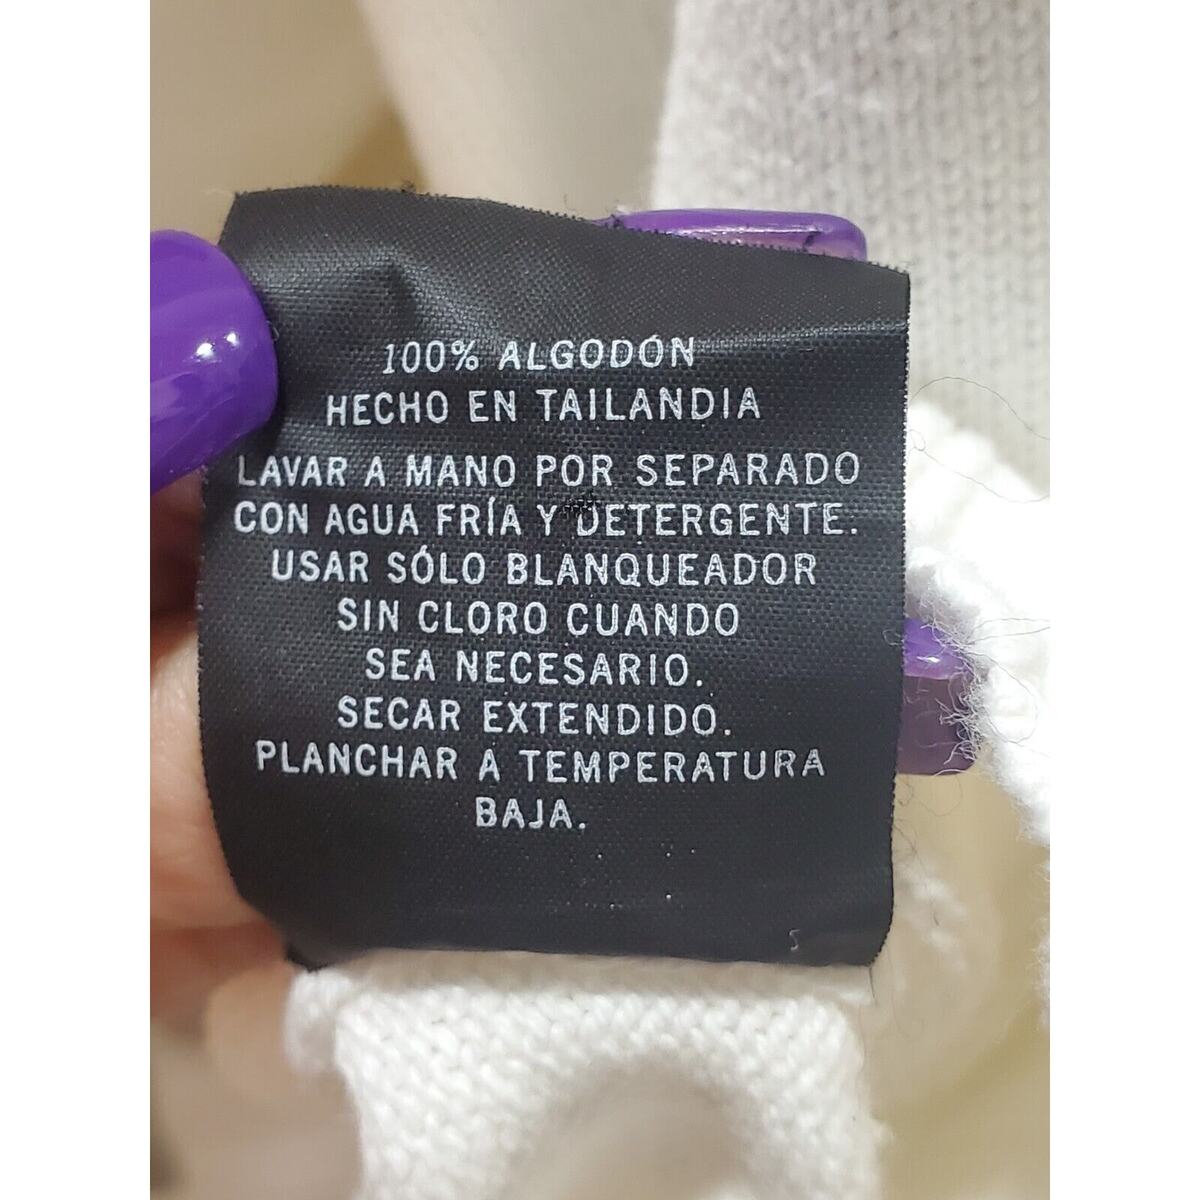 100% ALGODÓN
HECHO EN TAILANDIA
LAVAR A MANO POR SEPARADO
CON AGUA FRÍA Y DETERGENTE.
USAR SÓLO BLANQUEADOR
SIN CLORO CUANDO
SEA NECESARIO.
SECAR EXTENDIDO.
PLANCHAR A TEMPERATURA
BAJA.